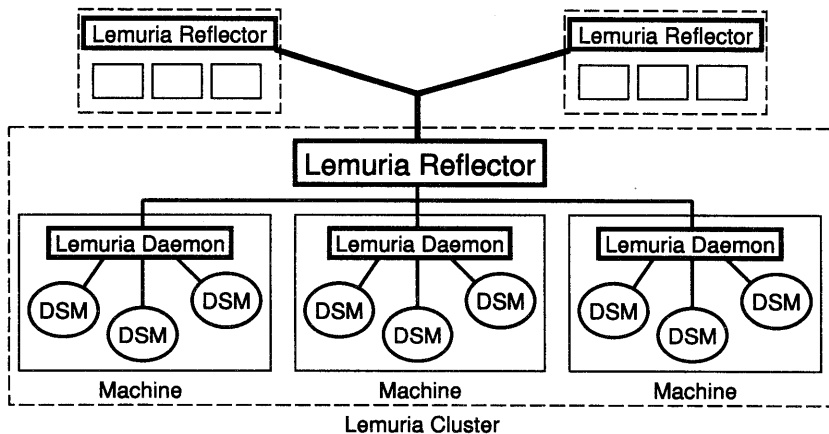 Lemuria Reflector
Lemuria Reflector
Lemuria Reflector
Lemuria Daemon
Lemuria Daemon
Lemuria Daemon
DSM
DSM
DSM
DSM
DSM
DSM
DSM
DSM
DSM
Machine
Machine
Machine
Lemuria Cluster